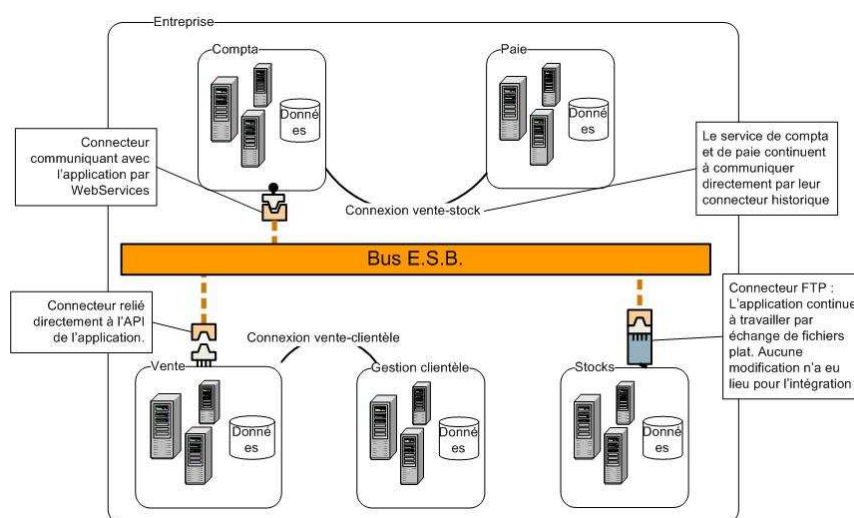 Entreprise
Compta
Donné
es
Paie
Donné
es
Connecteur
communiquant avec
l'application par
WebServices
Le service de compta
et de paie continuent
à communiquer
directement par leur
connecteur historique
Connexion vente-stock
Bus E.S.B.
Connecteur relié
directement à l'API
de l'application.
Connexion vente-clientèle
Connecteur FTP :
L'application continue
à travailler par
échange de fichiers
plat. Aucune
modification n'a eu
lieu pour l'intégration
Vente
Donné
es
Gestion clientèle
Donné
es
Stocks
Donné
es